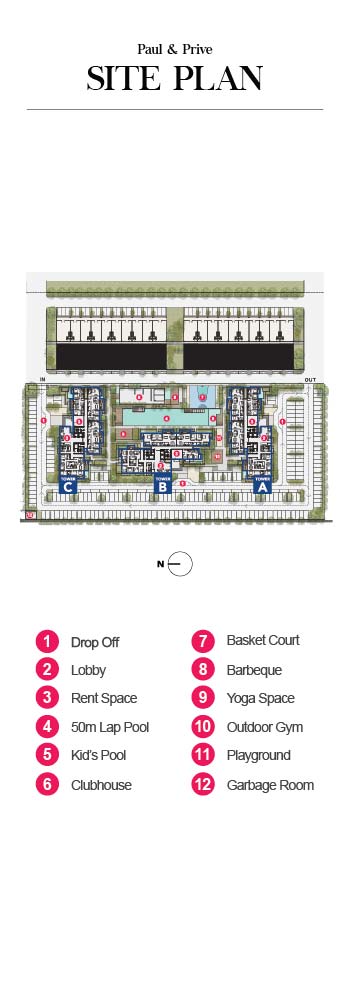 Paul & Prive
SITE PLAN
IN
OUT
TOWER
C
TOWER
B
TOWER
A
N
1 Drop Off
2 Lobby
3 Rent Space
4 50m Lap Pool
5 Kid's Pool
6 Clubhouse
7 Basket Court
8 Barbeque
9 Yoga Space
10 Outdoor Gym
11 Playground
12 Garbage Room